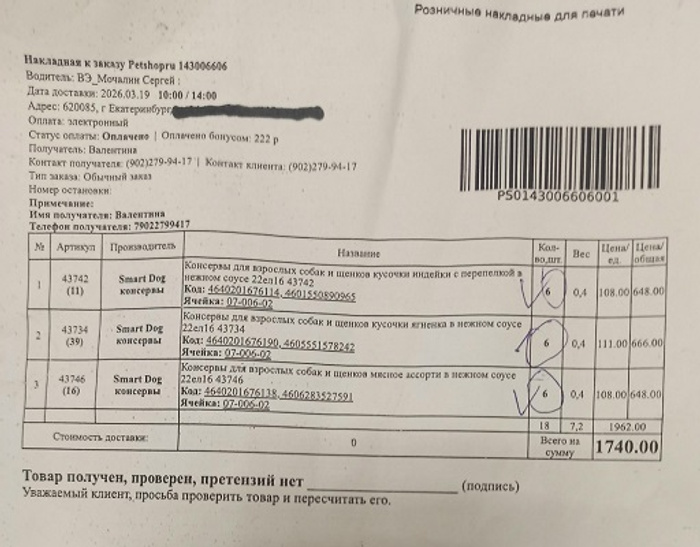 Розничные накладные для печати
Накладная к заказу Petshopru 143006606
Водитель: ВЭ_Мочалин Сергей :
Дата доставки: 2026.03.19 10:00 / 14:00
Адрес: 620085, г Екатеринбург,
Оплата: электронный
Статус оплаты: Оплачено | Оплачено бонусом: 222 р
Получатель: Валентина
Контакт получателя: (902)279-94-17 | Контакт клиента: (902)279-94-17
Тип заказа: Обычный заказ
Номер остановки:
Примечание:
Имя получателя: Валентина
Телефон получателя: 79022799417
PS0143006606001
№ Артикул Производитель Название Кол-во,шт. Вес Цена/ед. Цена/общая
1 43742 (11) Smart Dog консервы Консервы для взрослых собак и щенков кусочки индейки с перепелкой в
нежном соусе 22еп16 43742
Код: 4640201676114, 4601550890965
Ячейка: 07-006-02
6 0,4 108.00 648.00
2 43734 (39) Smart Dog консервы Консервы для взрослых собак и щенков кусочки ягненка в нежном соусе
22еп16 43734
Код: 4640201676190, 4605551578242
Ячейка: 07-006-02
6 0,4 111.00 666.00
3 43746 (16) Smart Dog консервы Консервы для взрослых собак и щенков мясное ассорти в нежном соусе
22еп16 43746
Код: 4640201676138, 4606283527591
Ячейка: 07-006-02
6 0,4 108.00 648.00
18 7,2 1962.00
Стоимость доставки: 0 Всего на сумму 1740.00
Товар получен, проверен, претензий нет (подпись)
Уважаемый клиент, просьба проверить товар и пересчитать его.